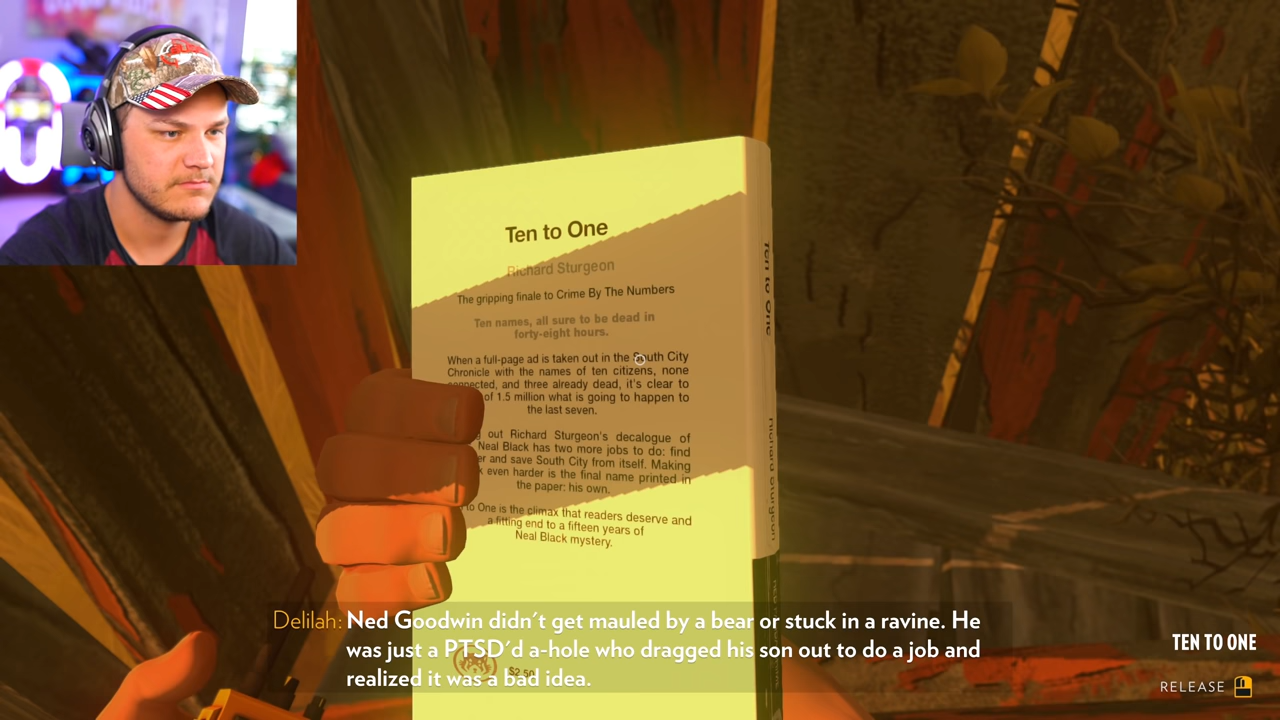 Ten to One
Richard Sturgeon
The gripping finale to Crime By The Numbers
Ten names, all sure to be dead in
forty-eight hours.
When a full-page ad is taken out in the South City
Chronicle with the names of ten citizens, none
connected, and three already dead, it's clear to
of 1.5 million what is going to happen to
the last seven.
out Richard Sturgeon's decalogue of
Neal Black has two more jobs to do: find
and save South City from itself. Making
even harder is the final name printed in
the paper: his own.
to One is the climax that readers deserve and
a fitting end to a fifteen years of
Neal Black mystery.
Ten to One
Richard Sturgeon
Delilah: Ned Goodwin didn't get mauled by a bear or stuck in a ravine. He
was just a PTSD'd a-hole who dragged his son out to do a job and
realized it was a bad idea.
TEN TO ONE
RELEASE